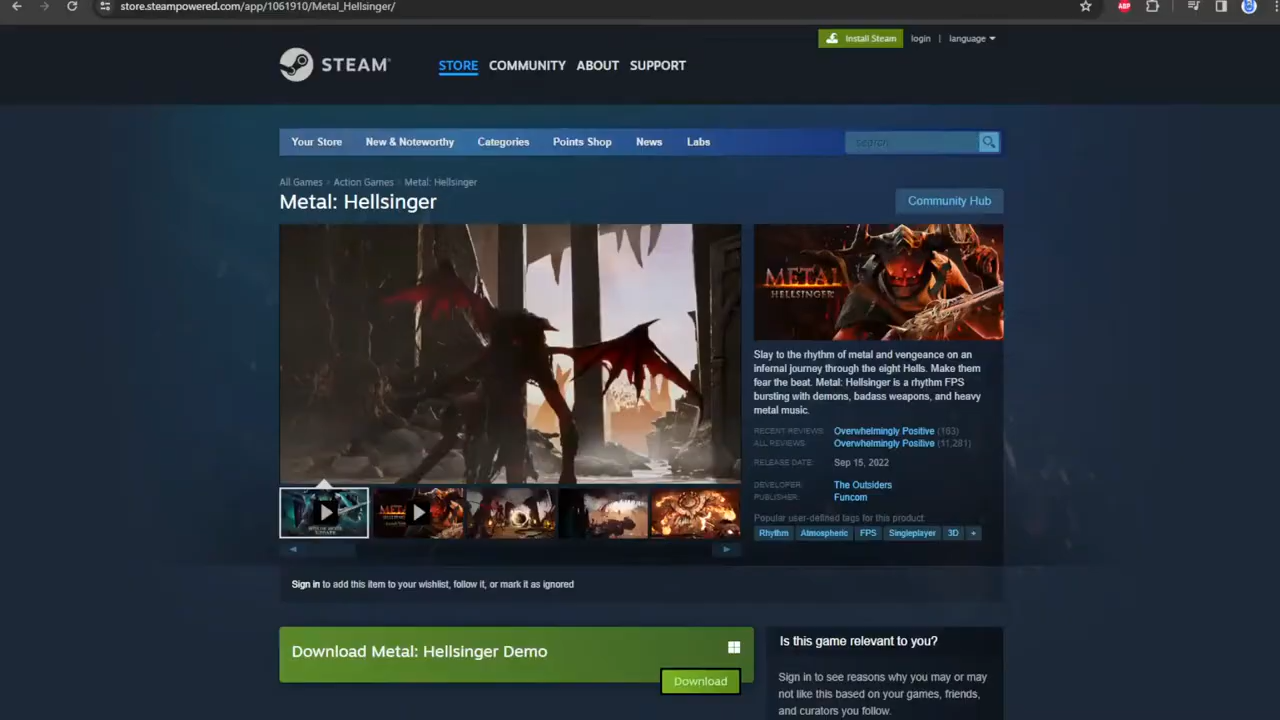 store.steampowered.com/app/1061910/Metal_Hellsinger/
ABP
Install Steam login | language
STEAM®
STORE COMMUNITY ABOUT SUPPORT
Your Store New & Noteworthy Categories Points Shop News Labs search
All Games > Action Games > Metal: Hellsinger
Metal: Hellsinger
Community Hub
METAL
HELLSINGER
Slay to the rhythm of metal and vengeance on an
infernal journey through the eight Hells. Make them
fear the beat. Metal: Hellsinger is a rhythm FPS
bursting with demons, badass weapons, and heavy
metal music.
RECENT REVIEWS: Overwhelmingly Positive (163)
ALL REVIEWS: Overwhelmingly Positive (11,281)
RELEASE DATE: Sep 15, 2022
DEVELOPER: The Outsiders
PUBLISHER: Funcom
Popular user-defined tags for this product:
Rhythm Atmospheric FPS Singleplayer 3D +
Sign in to add this item to your wishlist, follow it, or mark it as ignored
Download Metal: Hellsinger Demo
Download
Is this game relevant to you?
Sign in to see reasons why you may or may
not like this based on your games, friends,
and curators you follow.